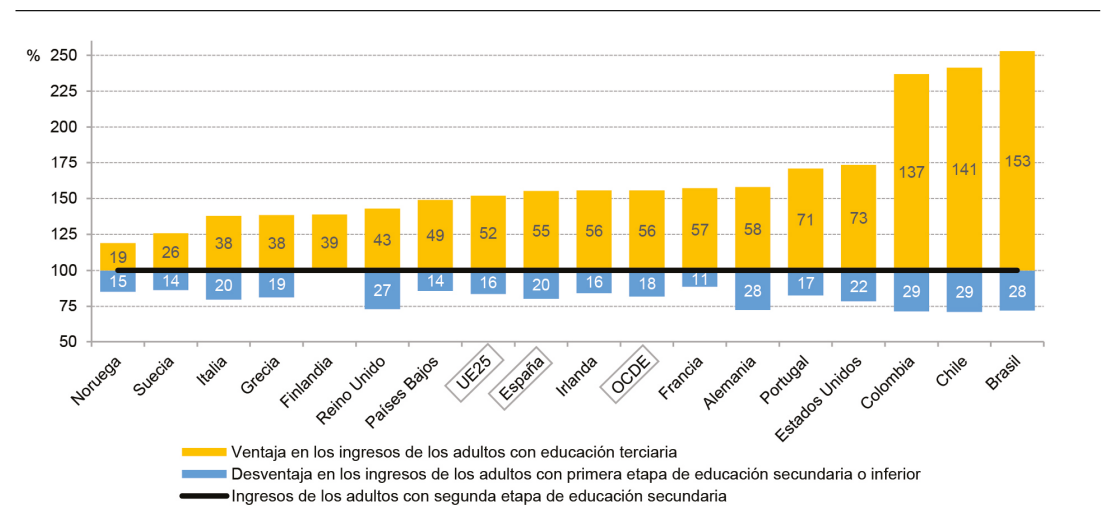 %
250
225
200
175
150
125
100
75
50
19
26
38
38
39
43
49
52
55
56
56
57
58
71
73
137
141
153
15
14
20
19
27
14
16
20
16
18
11
28
17
22
29
29
28
Noruega
Suecia
Italia
Grecia
Finlandia
Reino Unido
Países Bajos
UE25
España
Irlanda
OCDE
Francia
Alemania
Portugal
Estados Unidos
Colombia
Chile
Brasil
Ventaja en los ingresos de los adultos con educación terciaria
Desventaja en los ingresos de los adultos con primera etapa de educación secundaria o inferior
Ingresos de los adultos con segunda etapa de educación secundaria